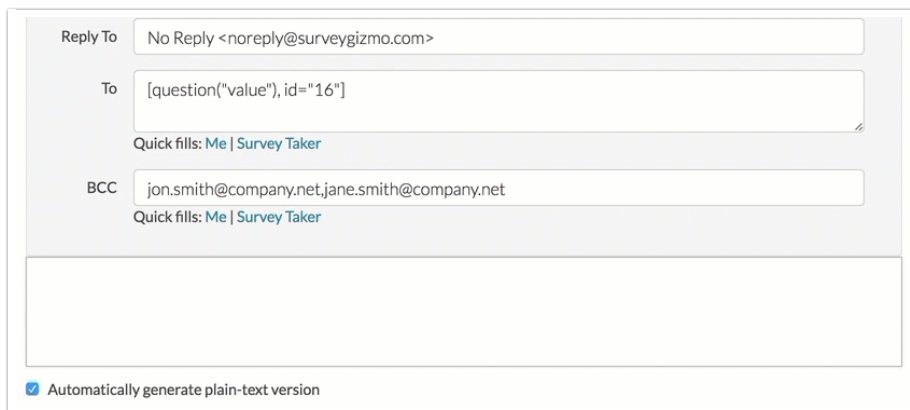 Reply To No Reply <noreply@surveygizmo.com>
To [question("value"), id="16"]
Quick fills: Me | Survey Taker
BCC jon.smith@company.net,jane.smith@company.net
Quick fills: Me | Survey Taker
Automatically generate plain-text version